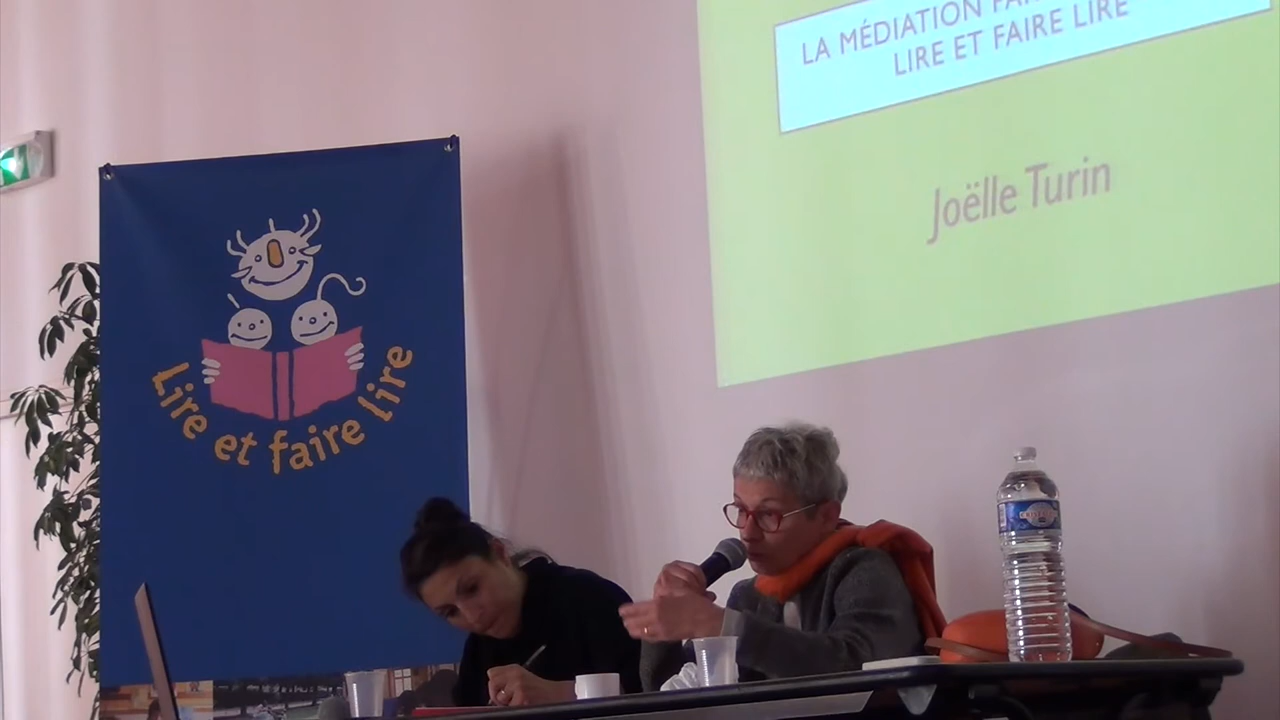 LA MÉDIATION
LIRE ET FAIRE LIRE
Joëlle Turin
Lire et faire lire